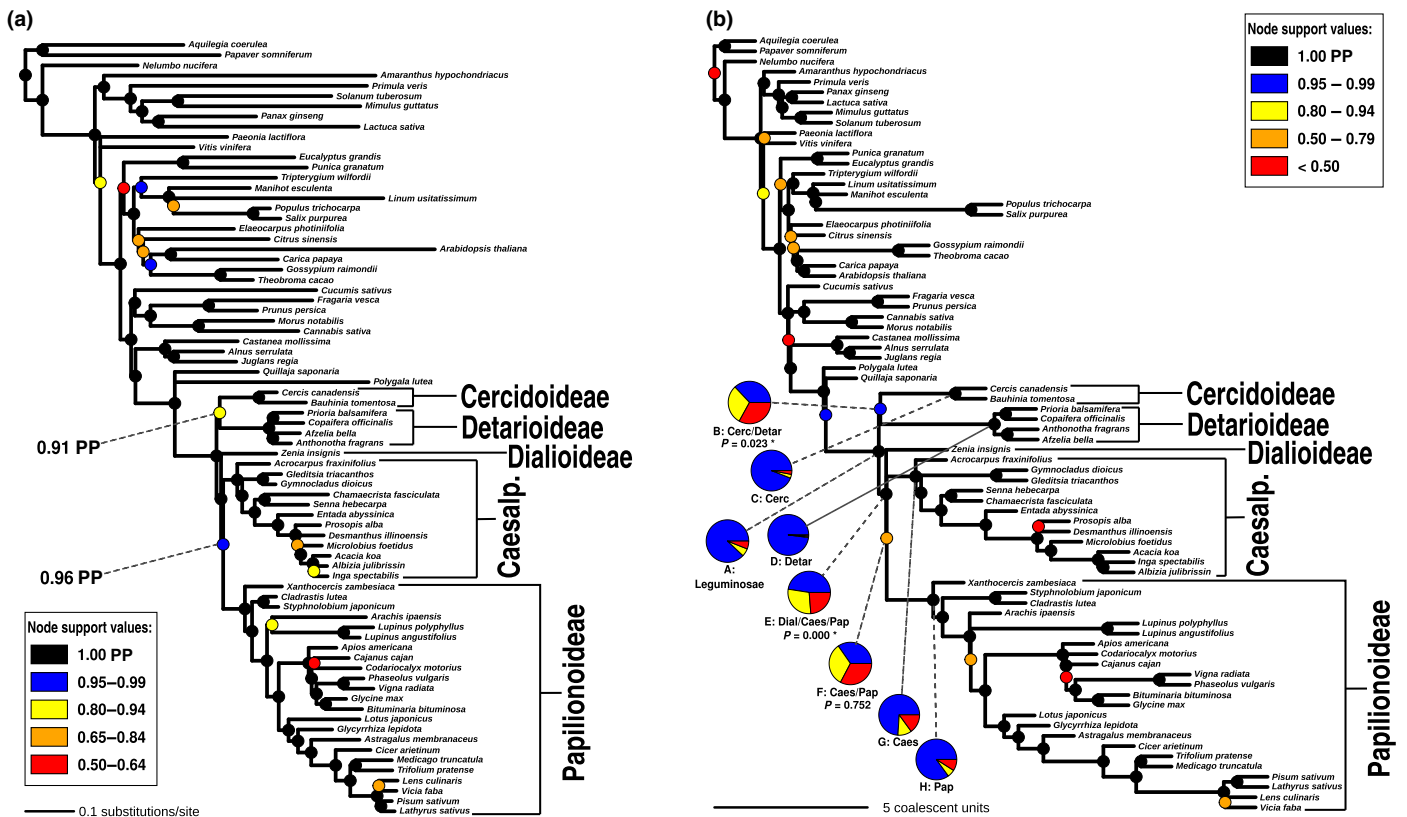 (a)
Aquilegia coerulea
Papaver somniferum
Nelumbo nucifera
Amaranthus hypochondriacus
Primula veris
Solanum tuberosum
Mimulus guttatus
Panax ginseng
Lactuca sativa
Paeonia lactiflora
Vitis vinifera
Eucalyptus grandis
Punica granatum
Tripterygium wilfordii
Manihot esculenta
Linum usitatissimum
Populus trichocarpa
Salix purpurea
Elaeocarpus photiniifolia
Citrus sinensis
Arabidopsis thaliana
Carica papaya
Gossypium raimondii
Theobroma cacao
Cucumis sativus
Fragaria vesca
Prunus persica
Morus notabilis
Cannabis sativa
Castanea mollissima
Alnus serrulata
Juglans regia
Quillaja saponaria
Polygala lutea
Cercis canadensis
Bauhinia tomentosa
Prioria balsamifera
Copaifera officinalis
Afzelia bella
Anthonotha fragrans
Zenia insignis
Acrocarpus fraxinifolius
Gleditsia triacanthos
Gymnocladus dioicus
Chamaecrista fasciculata
Senna hebecarpa
Entada abyssinica
Prosopis alba
Desmanthus illinoensis
Microlobius foetidus
Acacia koa
Albizia julibrissin
Inga spectabilis
Xanthocercis zambesiaca
Cladrastis lutea
Styphnolobium japonicum
Arachis ipaensis
Lupinus polyphyllus
Lupinus angustifolius
Apios americana
Cajanus cajan
Codariocalyx motorius
Phaseolus vulgaris
Vigna radiata
Glycine max
Bituminaria bituminosa
Lotus japonicus
Glycyrrhiza lepidota
Astragalus membranaceus
Cicer arietinum
Medicago truncatula
Trifolium pratense
Lens culinaris
Vicia faba
Pisum sativum
Lathyrus sativus
Cercidoideae
Detarioideae
Dialioideae
Caesalp.
Papilionoideae
0.91 PP
0.96 PP
Node support values:
1.00 PP
0.95–0.99
0.80–0.94
0.65–0.84
0.50–0.64
0.1 substitutions/site
(b)
Aquilegia coerulea
Papaver somniferum
Nelumbo nucifera
Amaranthus hypochondriacus
Primula veris
Panax ginseng
Lactuca sativa
Mimulus guttatus
Solanum tuberosum
Paeonia lactiflora
Vitis vinifera
Punica granatum
Eucalyptus grandis
Tripterygium wilfordii
Linum usitatissimum
Manihot esculenta
Populus trichocarpa
Salix purpurea
Elaeocarpus photiniifolia
Citrus sinensis
Gossypium raimondii
Theobroma cacao
Carica papaya
Arabidopsis thaliana
Cucumis sativus
Fragaria vesca
Prunus persica
Cannabis sativa
Morus notabilis
Castanea mollissima
Alnus serrulata
Juglans regia
Polygala lutea
Quillaja saponaria
Cercis canadensis
Bauhinia tomentosa
Prioria balsamifera
Copaifera officinalis
Anthonotha fragrans
Afzelia bella
Zenia insignis
Acrocarpus fraxinifolius
Gymnocladus dioicus
Gleditsia triacanthos
Senna hebecarpa
Chamaecrista fasciculata
Entada abyssinica
Prosopis alba
Desmanthus illinoensis
Microlobius foetidus
Acacia koa
Inga spectabilis
Albizia julibrissin
Xanthocercis zambesiaca
Styphnolobium japonicum
Cladrastis lutea
Arachis ipaensis
Lupinus polyphyllus
Lupinus angustifolius
Apios americana
Codariocalyx motorius
Cajanus cajan
Vigna radiata
Phaseolus vulgaris
Bituminaria bituminosa
Glycine max
Lotus japonicus
Glycyrrhiza lepidota
Astragalus membranaceus
Cicer arietinum
Trifolium pratense
Medicago truncatula
Pisum sativum
Lathyrus sativus
Lens culinaris
Vicia faba
Cercidoideae
Detarioideae
Dialioideae
Caesalp.
Papilionoideae
B: Cerc/Detar
P = 0.023 *
C: Cerc
A:
Leguminosae
D: Detar
E: Dial/Caes/Pap
P = 0.000 *
F: Caes/Pap
P = 0.752
G: Caes
H: Pap
Node support values:
1.00 PP
0.95 – 0.99
0.80 – 0.94
0.50 – 0.79
< 0.50
5 coalescent units